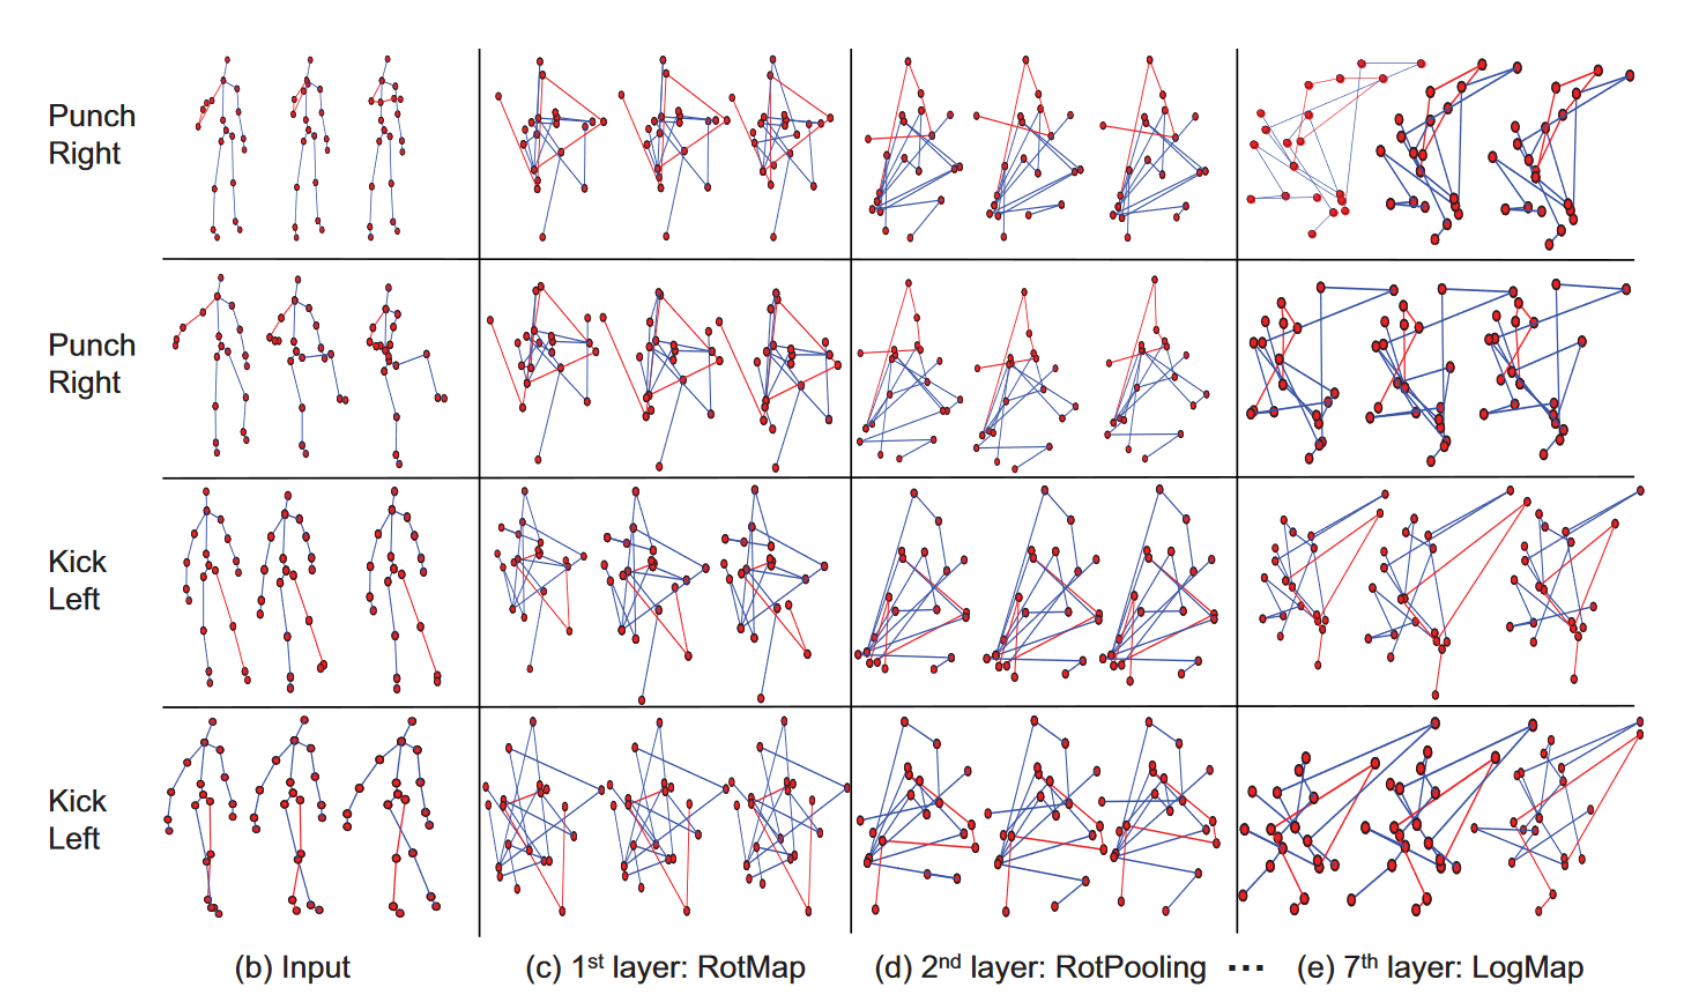 Punch
Right
Punch
Right
Kick
Left
Kick
Left
(b) Input
(c) 1st layer: RotMap
(d) 2nd layer: RotPooling
...
(e) 7th layer: LogMap